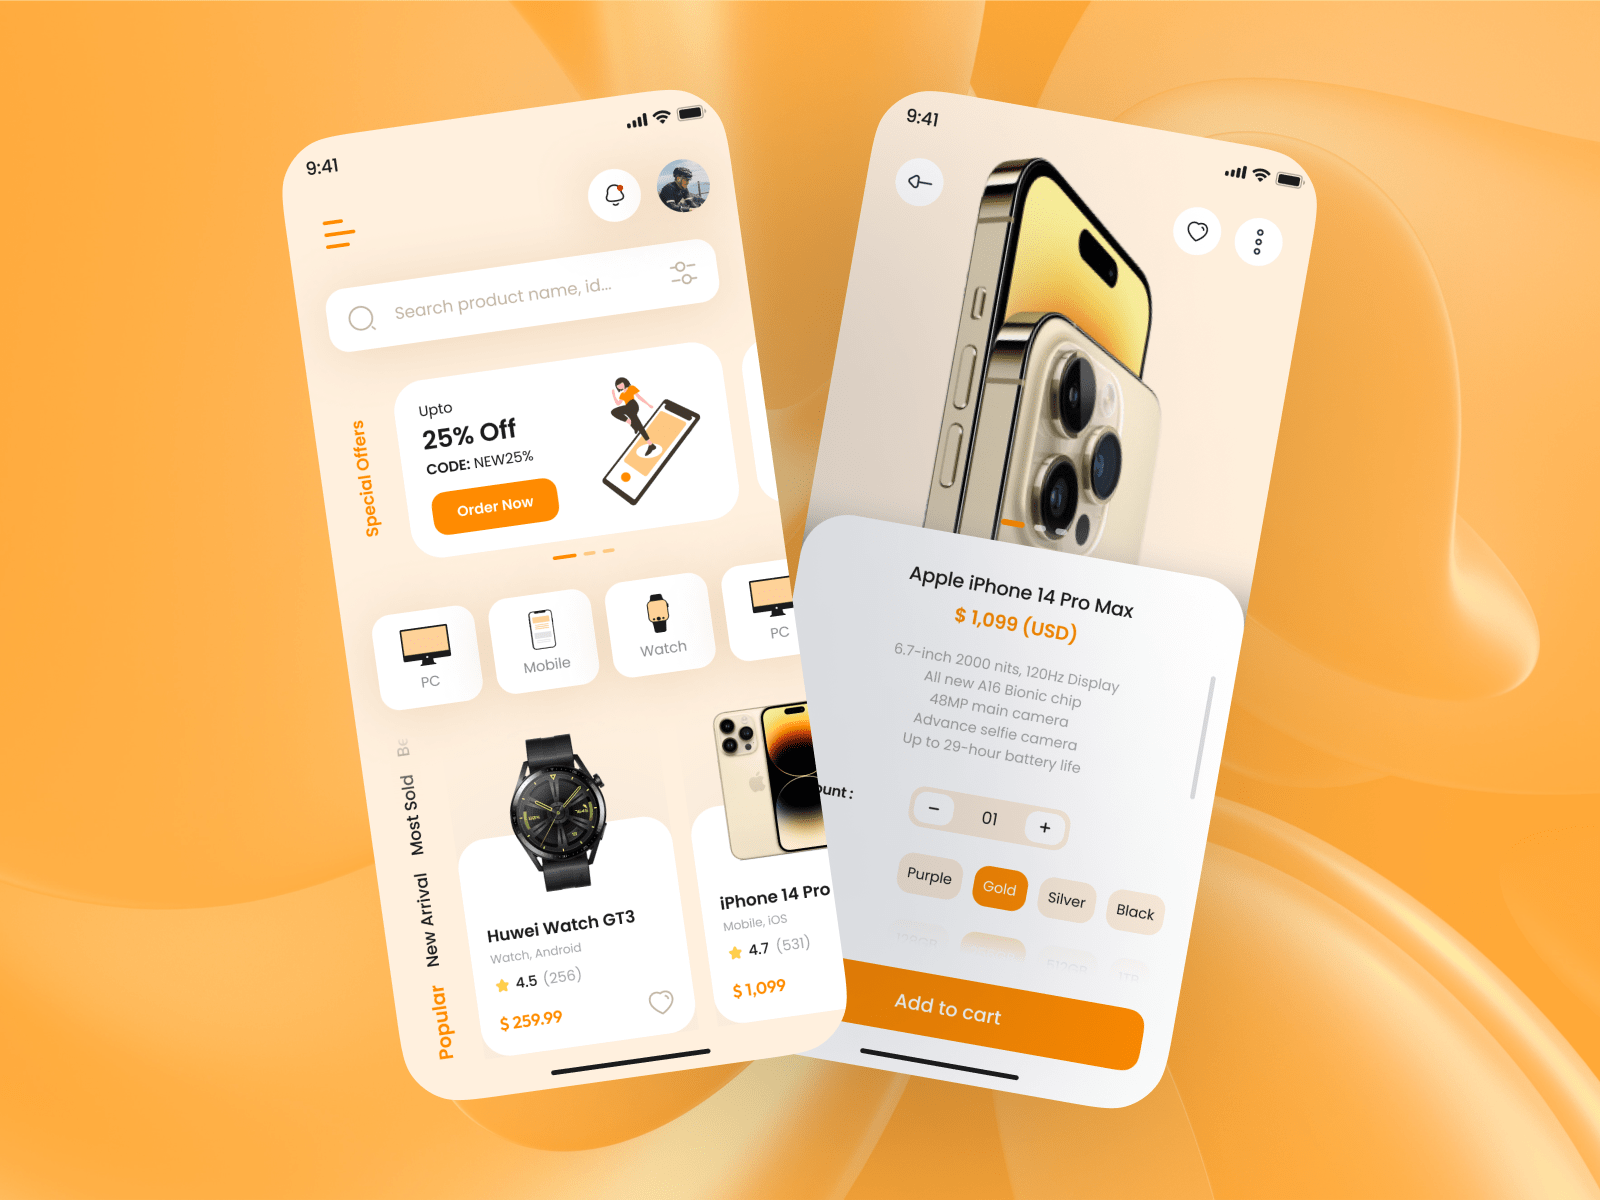 9:41
Search product name, id...
Special Offers
Upto
25% Off
CODE: NEW25%
Order Now
PC
Mobile
Watch
PC
Be
Most Sold
New Arrival
Popular
Huwei Watch GT3
Watch, Android
4.5 (256)
$ 259.99
iPhone 14 Pro
Mobile, iOS
4.7 (531)
$ 1,099
9:41
Apple iPhone 14 Pro Max
$ 1,099 (USD)
6.7-inch 2000 nits, 120Hz Display
All new A16 Bionic chip
48MP main camera
Advance selfie camera
Up to 29-hour battery life
ount :
− 01 +
Purple Gold Silver Black
128GB 512GB 1TB
Add to cart